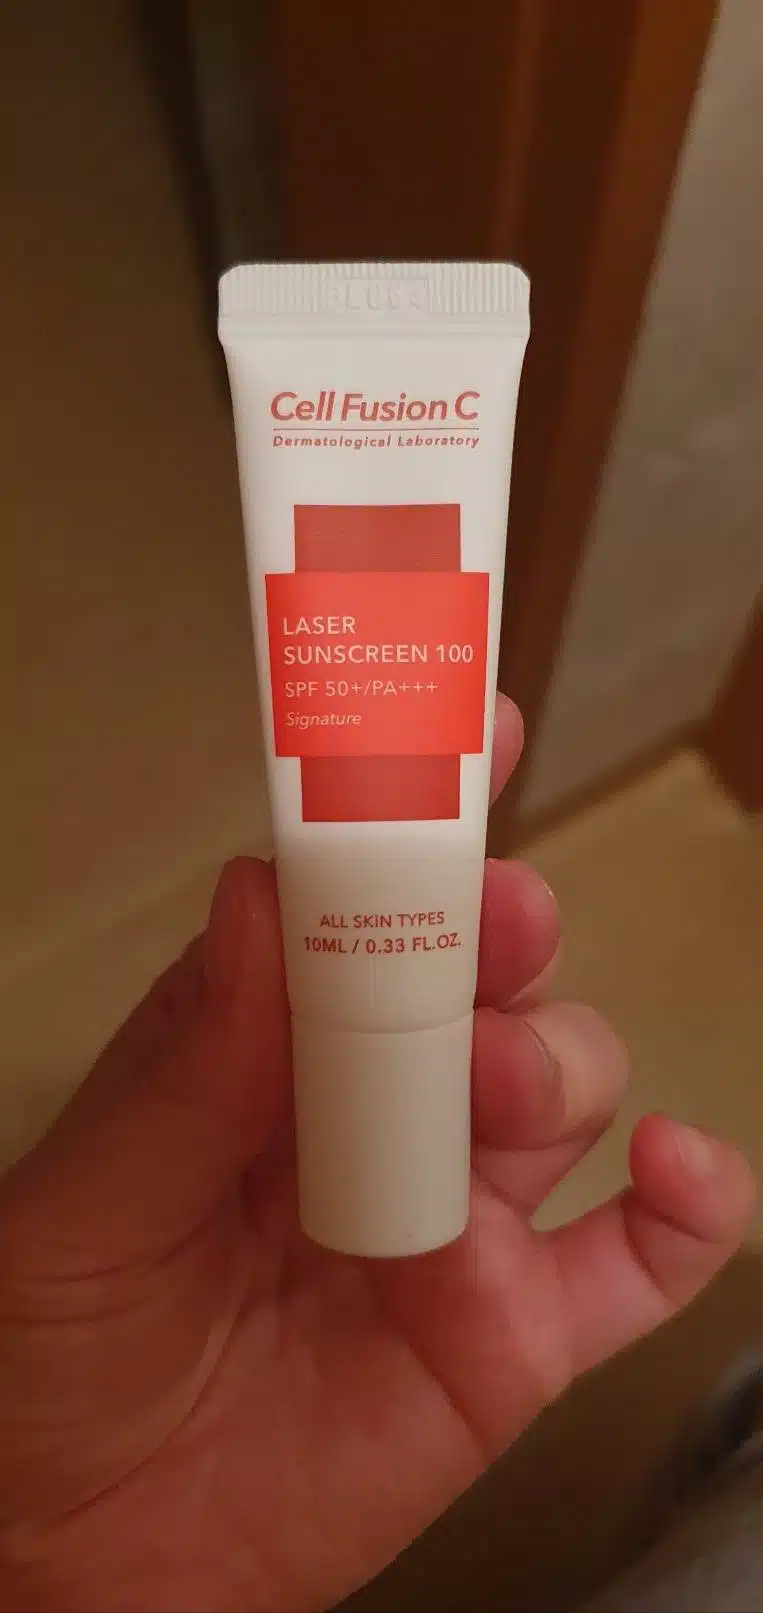 Cell Fusion C
Dermatological Laboratory
LASER
SUNSCREEN 100
SPF 50+/PA+++
Signature
ALL SKIN TYPES
10ML / 0.33 FL.OZ.